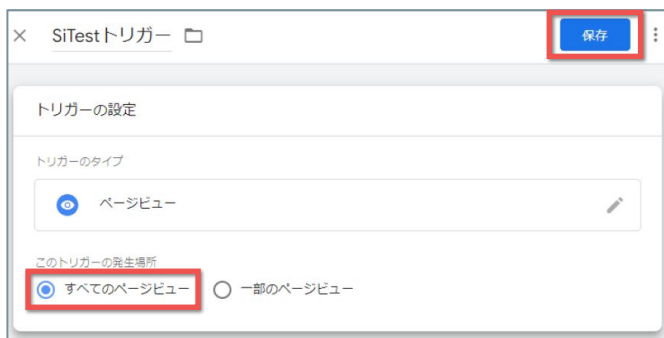 SiTestトリガー
保存
トリガーの設定
トリガーのタイプ
ページビュー
このトリガーの発生場所
すべてのページビュー 一部のページビュー